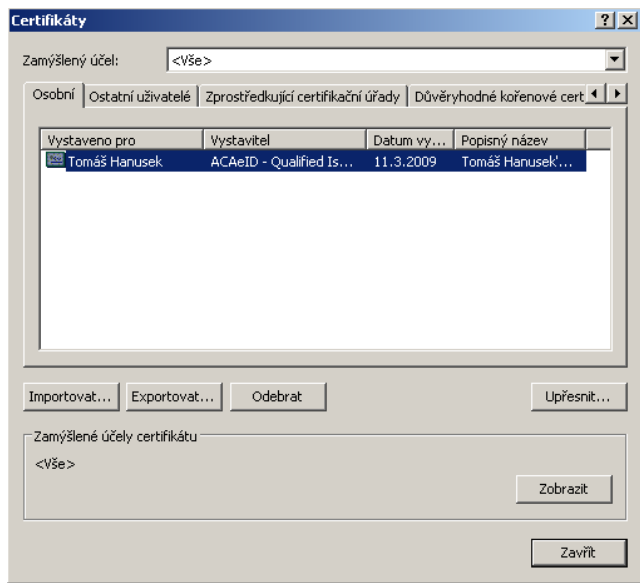 Certifikáty
Zamýšlený účel: <Vše>
Osobní Ostatní uživatelé Zprostředkující certifikační úřady Důvěryhodné kořenové cert
Vystaveno pro Vystavitel Datum vy... Popisný název
Tomáš Hanusek ACAeID - Qualified Is... 11.3.2009 Tomáš Hanusek'...
Importovat... Exportovat... Odebrat Upřesnit...
Zamýšlené účely certifikátu
<Vše>
Zobrazit
Zavřít